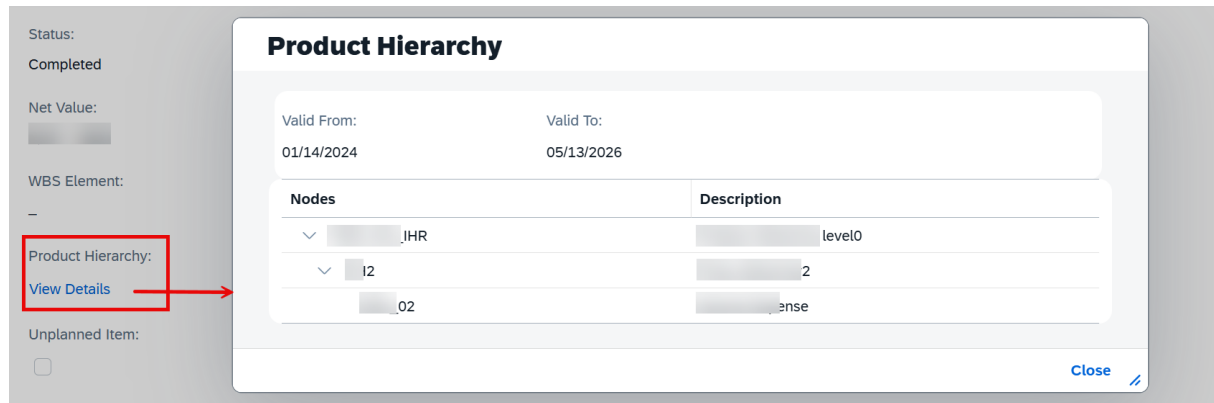 Status:
Completed
Net Value:
WBS Element:
–
Product Hierarchy:
View Details
Unplanned Item:
Product Hierarchy
Valid From: Valid To:
01/14/2024 05/13/2026
Nodes Description
_IHR level0
I2 2
_02 ense
Close